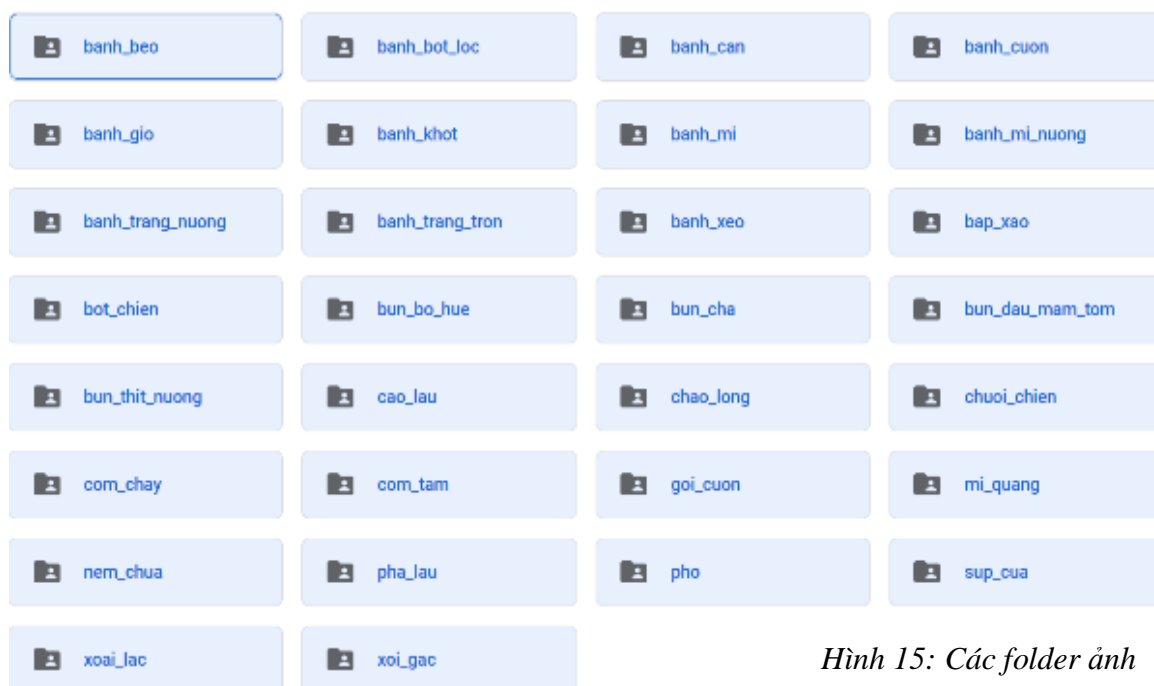 banh_beo
banh_bot_loc
banh_can
banh_cuon
banh_gio
banh_khot
banh_mi
banh_mi_nuong
banh_trang_nuong
banh_trang_tron
banh_xeo
bap_xao
bot_chien
bun_bo_hue
bun_cha
bun_dau_mam_tom
bun_thit_nuong
cao_lau
chao_long
chuoi_chien
com_chay
com_tam
goi_cuon
mi_quang
nem_chua
pha_lau
pho
sup_cua
xoai_lac
xoi_gac
Hình 15: Các folder ảnh